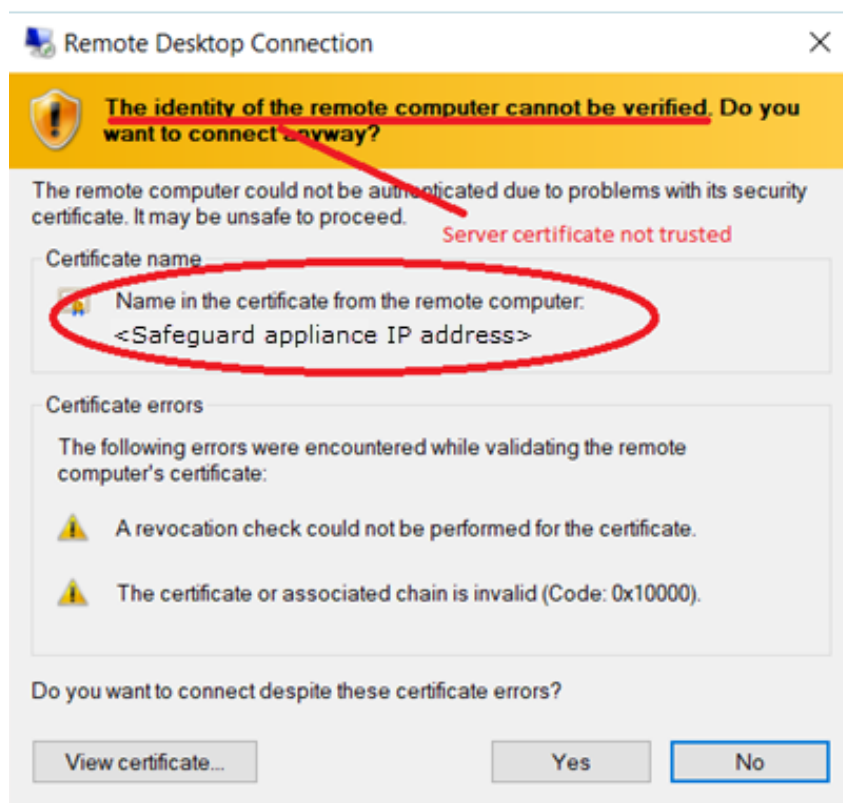 Remote Desktop Connection
The identity of the remote computer cannot be verified. Do you
want to connect anyway?
The remote computer could not be authenticated due to problems with its security
certificate. It may be unsafe to proceed.
Server certificate not trusted
Certificate name
Name in the certificate from the remote computer:
<Safeguard appliance IP address>
Certificate errors
The following errors were encountered while validating the remote
computer's certificate:
A revocation check could not be performed for the certificate.
The certificate or associated chain is invalid (Code: 0x10000).
Do you want to connect despite these certificate errors?
View certificate...
Yes
No